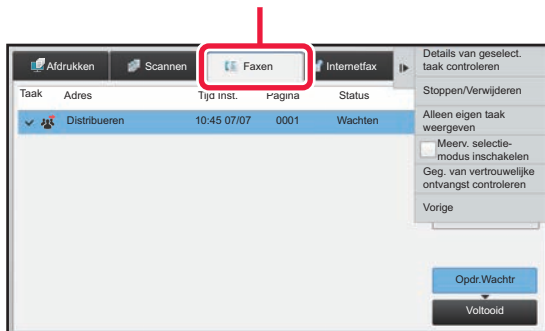 Afdrukken
Scannen
Faxen
Internetfax
Taak Adres Tijd Inst. Pagina Status
Distribueren 10:45 07/07 0001 Wachten
Details van geselect.
taak controleren
Stoppen/Verwijderen
Alleen eigen taak
weergeven
Meerv. selectie-
modus inschakelen
Geg. van vertrouwelijke
ontvangst controleren
Vorige
Opdr.Wachtr
Voltooid